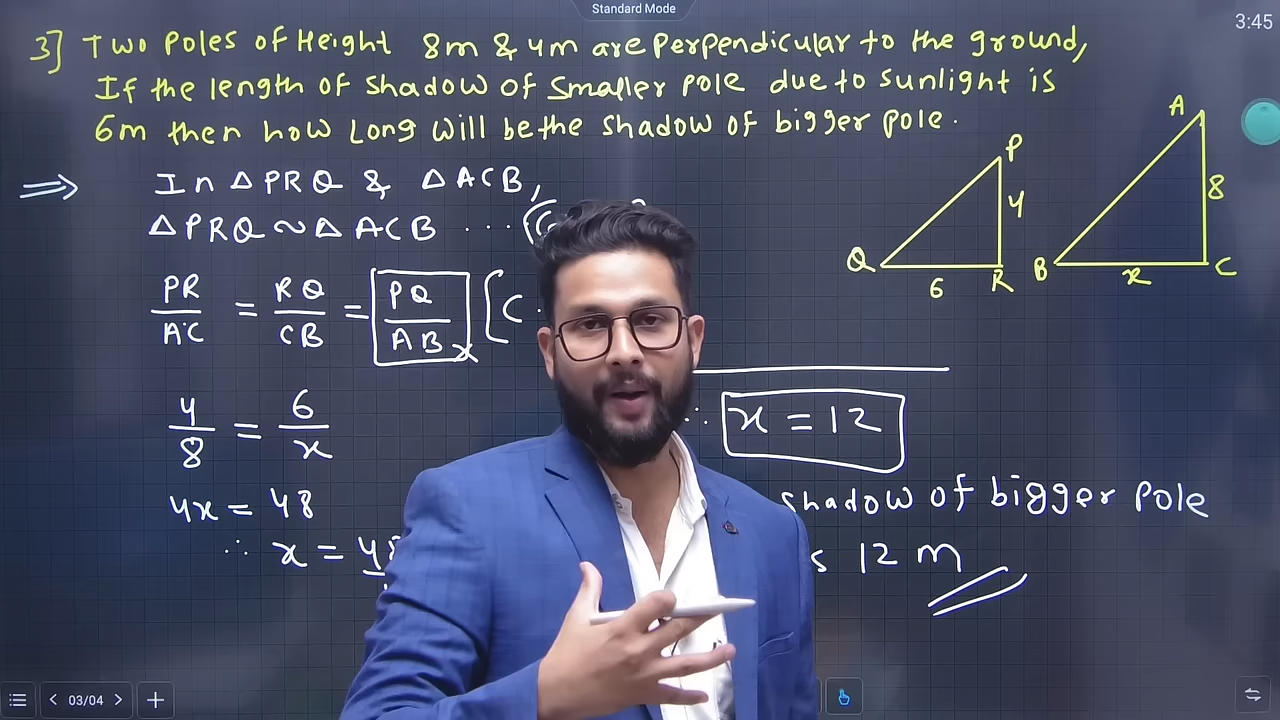 Standard Mode
3:45
3] Two Poles of Height 8m & 4m are perpendicular to the ground,
If the length of shadow of smaller pole due to sunlight is
6m then how long will be the shadow of bigger pole.
⇒ In △PRQ & △ACB,
△PRQ ~ △ACB ...
PR/AC = RQ/CB = PQ/AB
4/8 = 6/x
4x = 48
∴ x = 48
∴ x = 12
shadow of bigger pole
12 m
P
4
Q
6
R
A
8
B
x
C
03/04